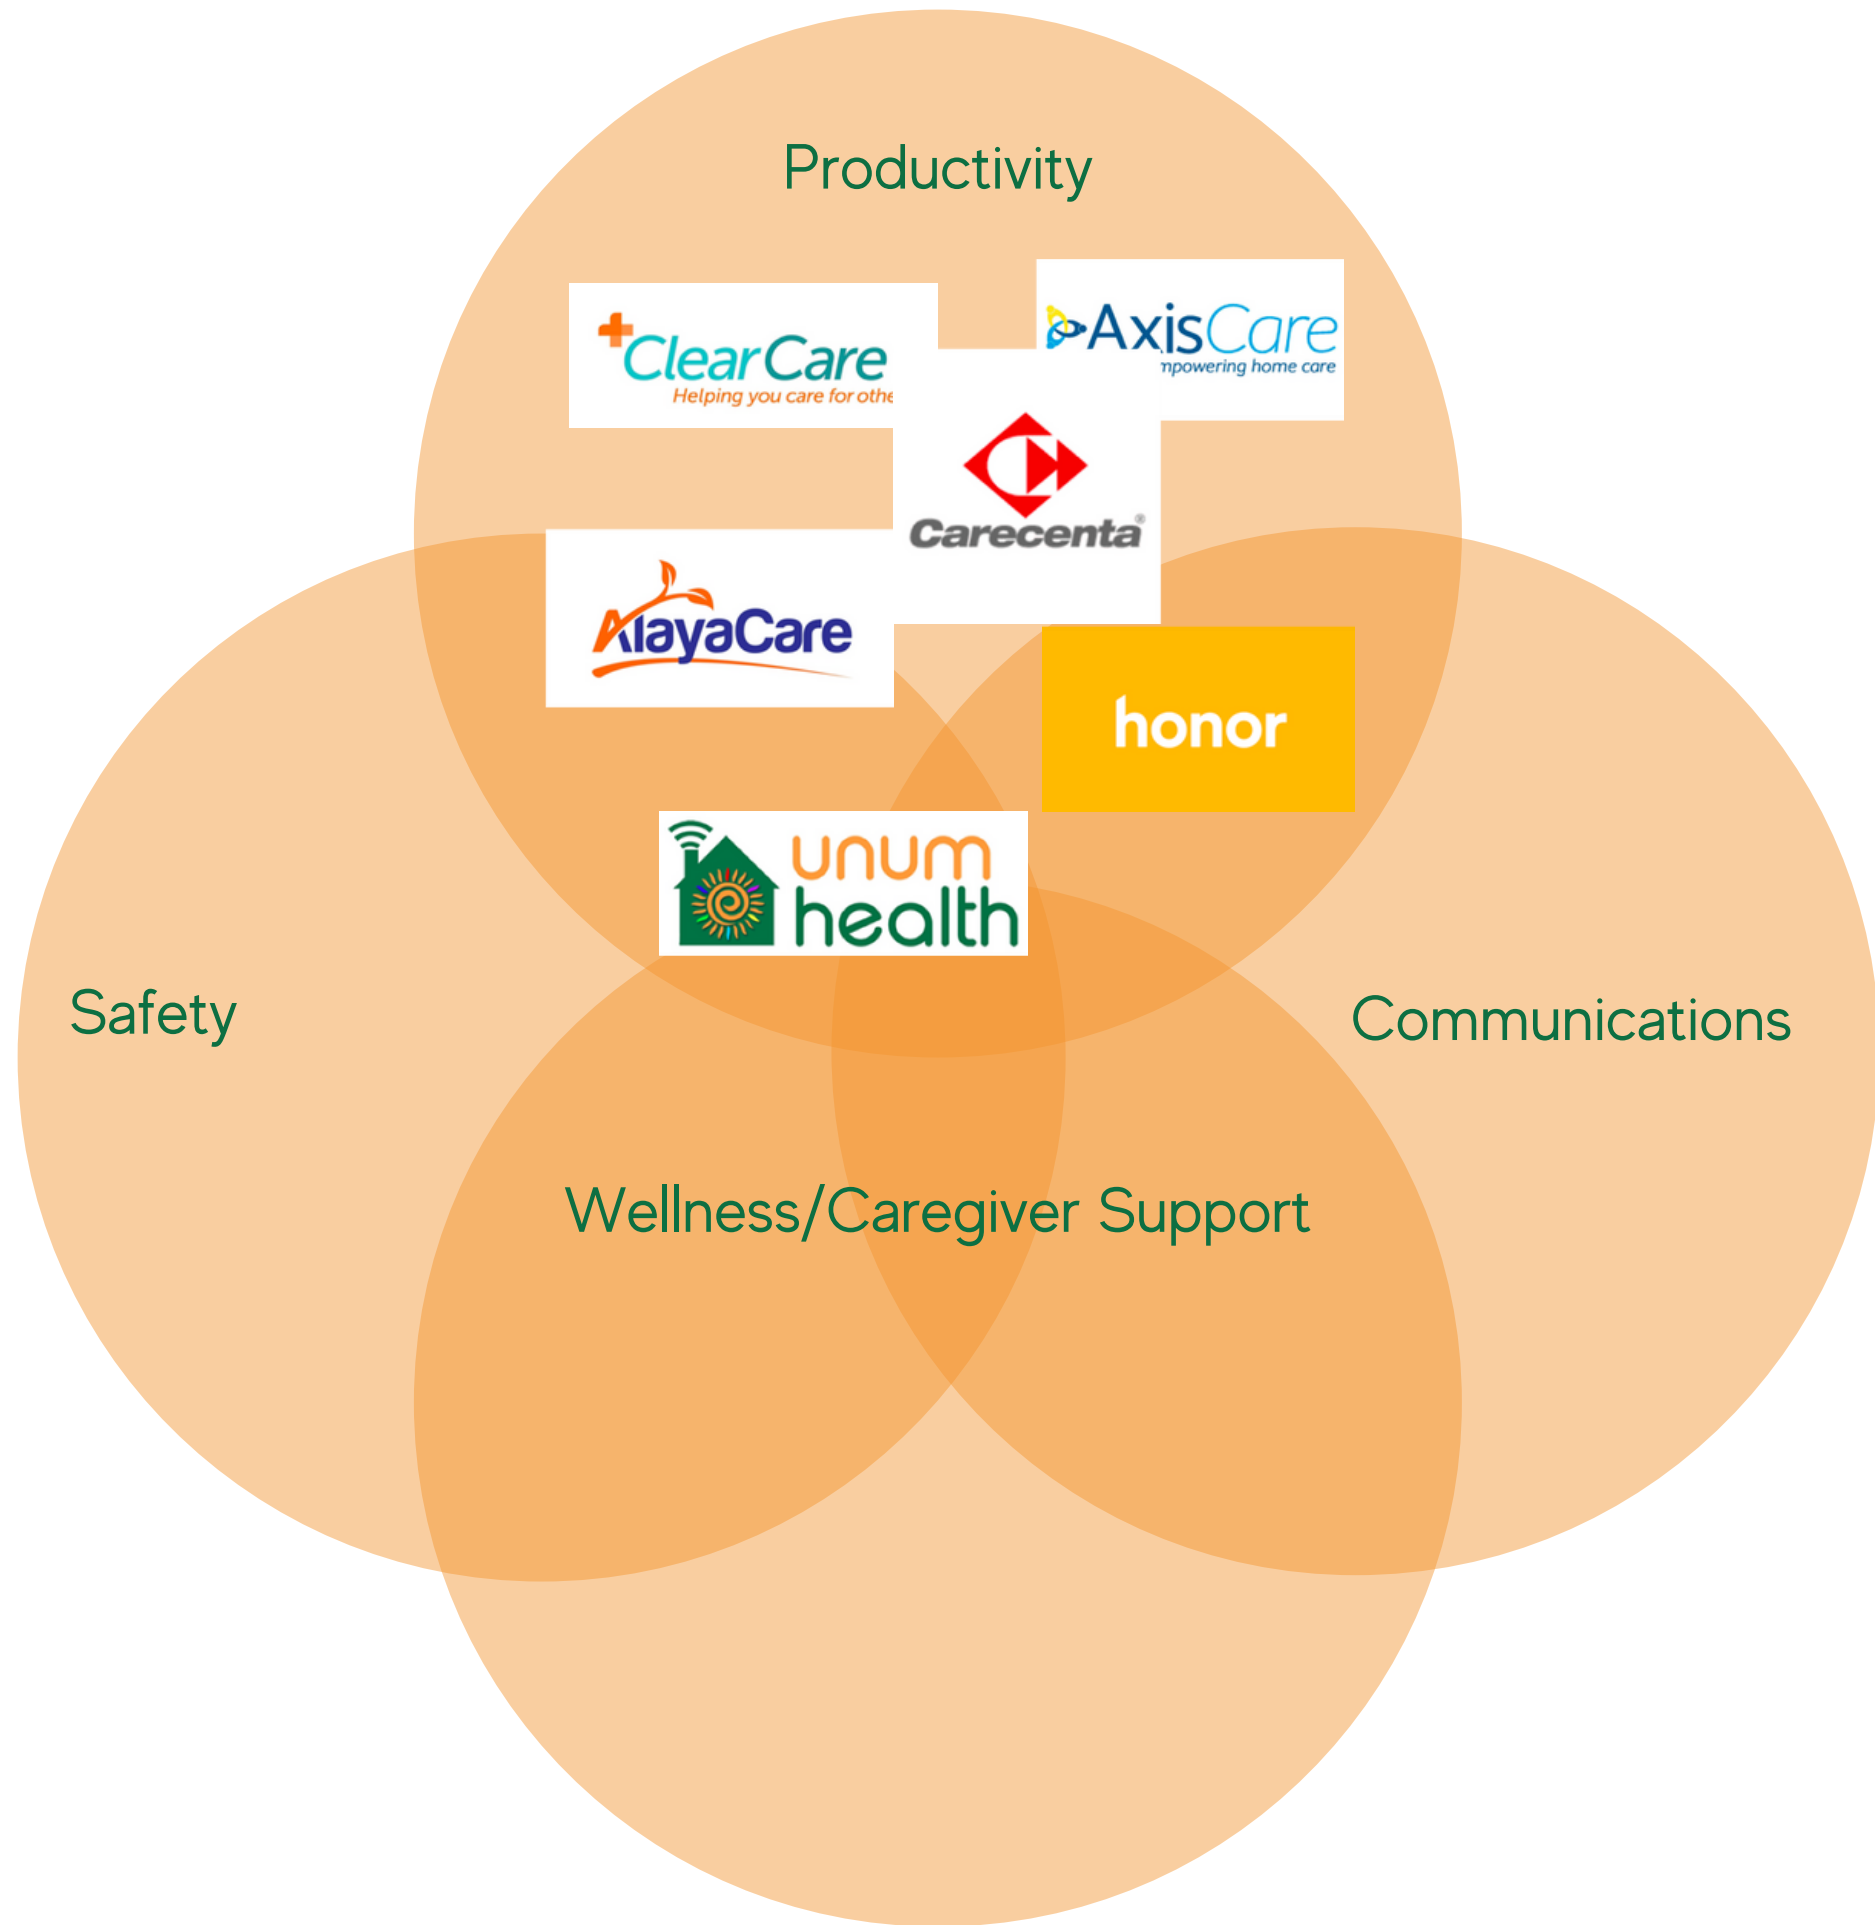 Productivity
ClearCare
Helping you care for othe
AxisCare
mpowering home care
Carecenta®
AlayaCare
honor
unum
health
Safety
Communications
Wellness/Caregiver Support